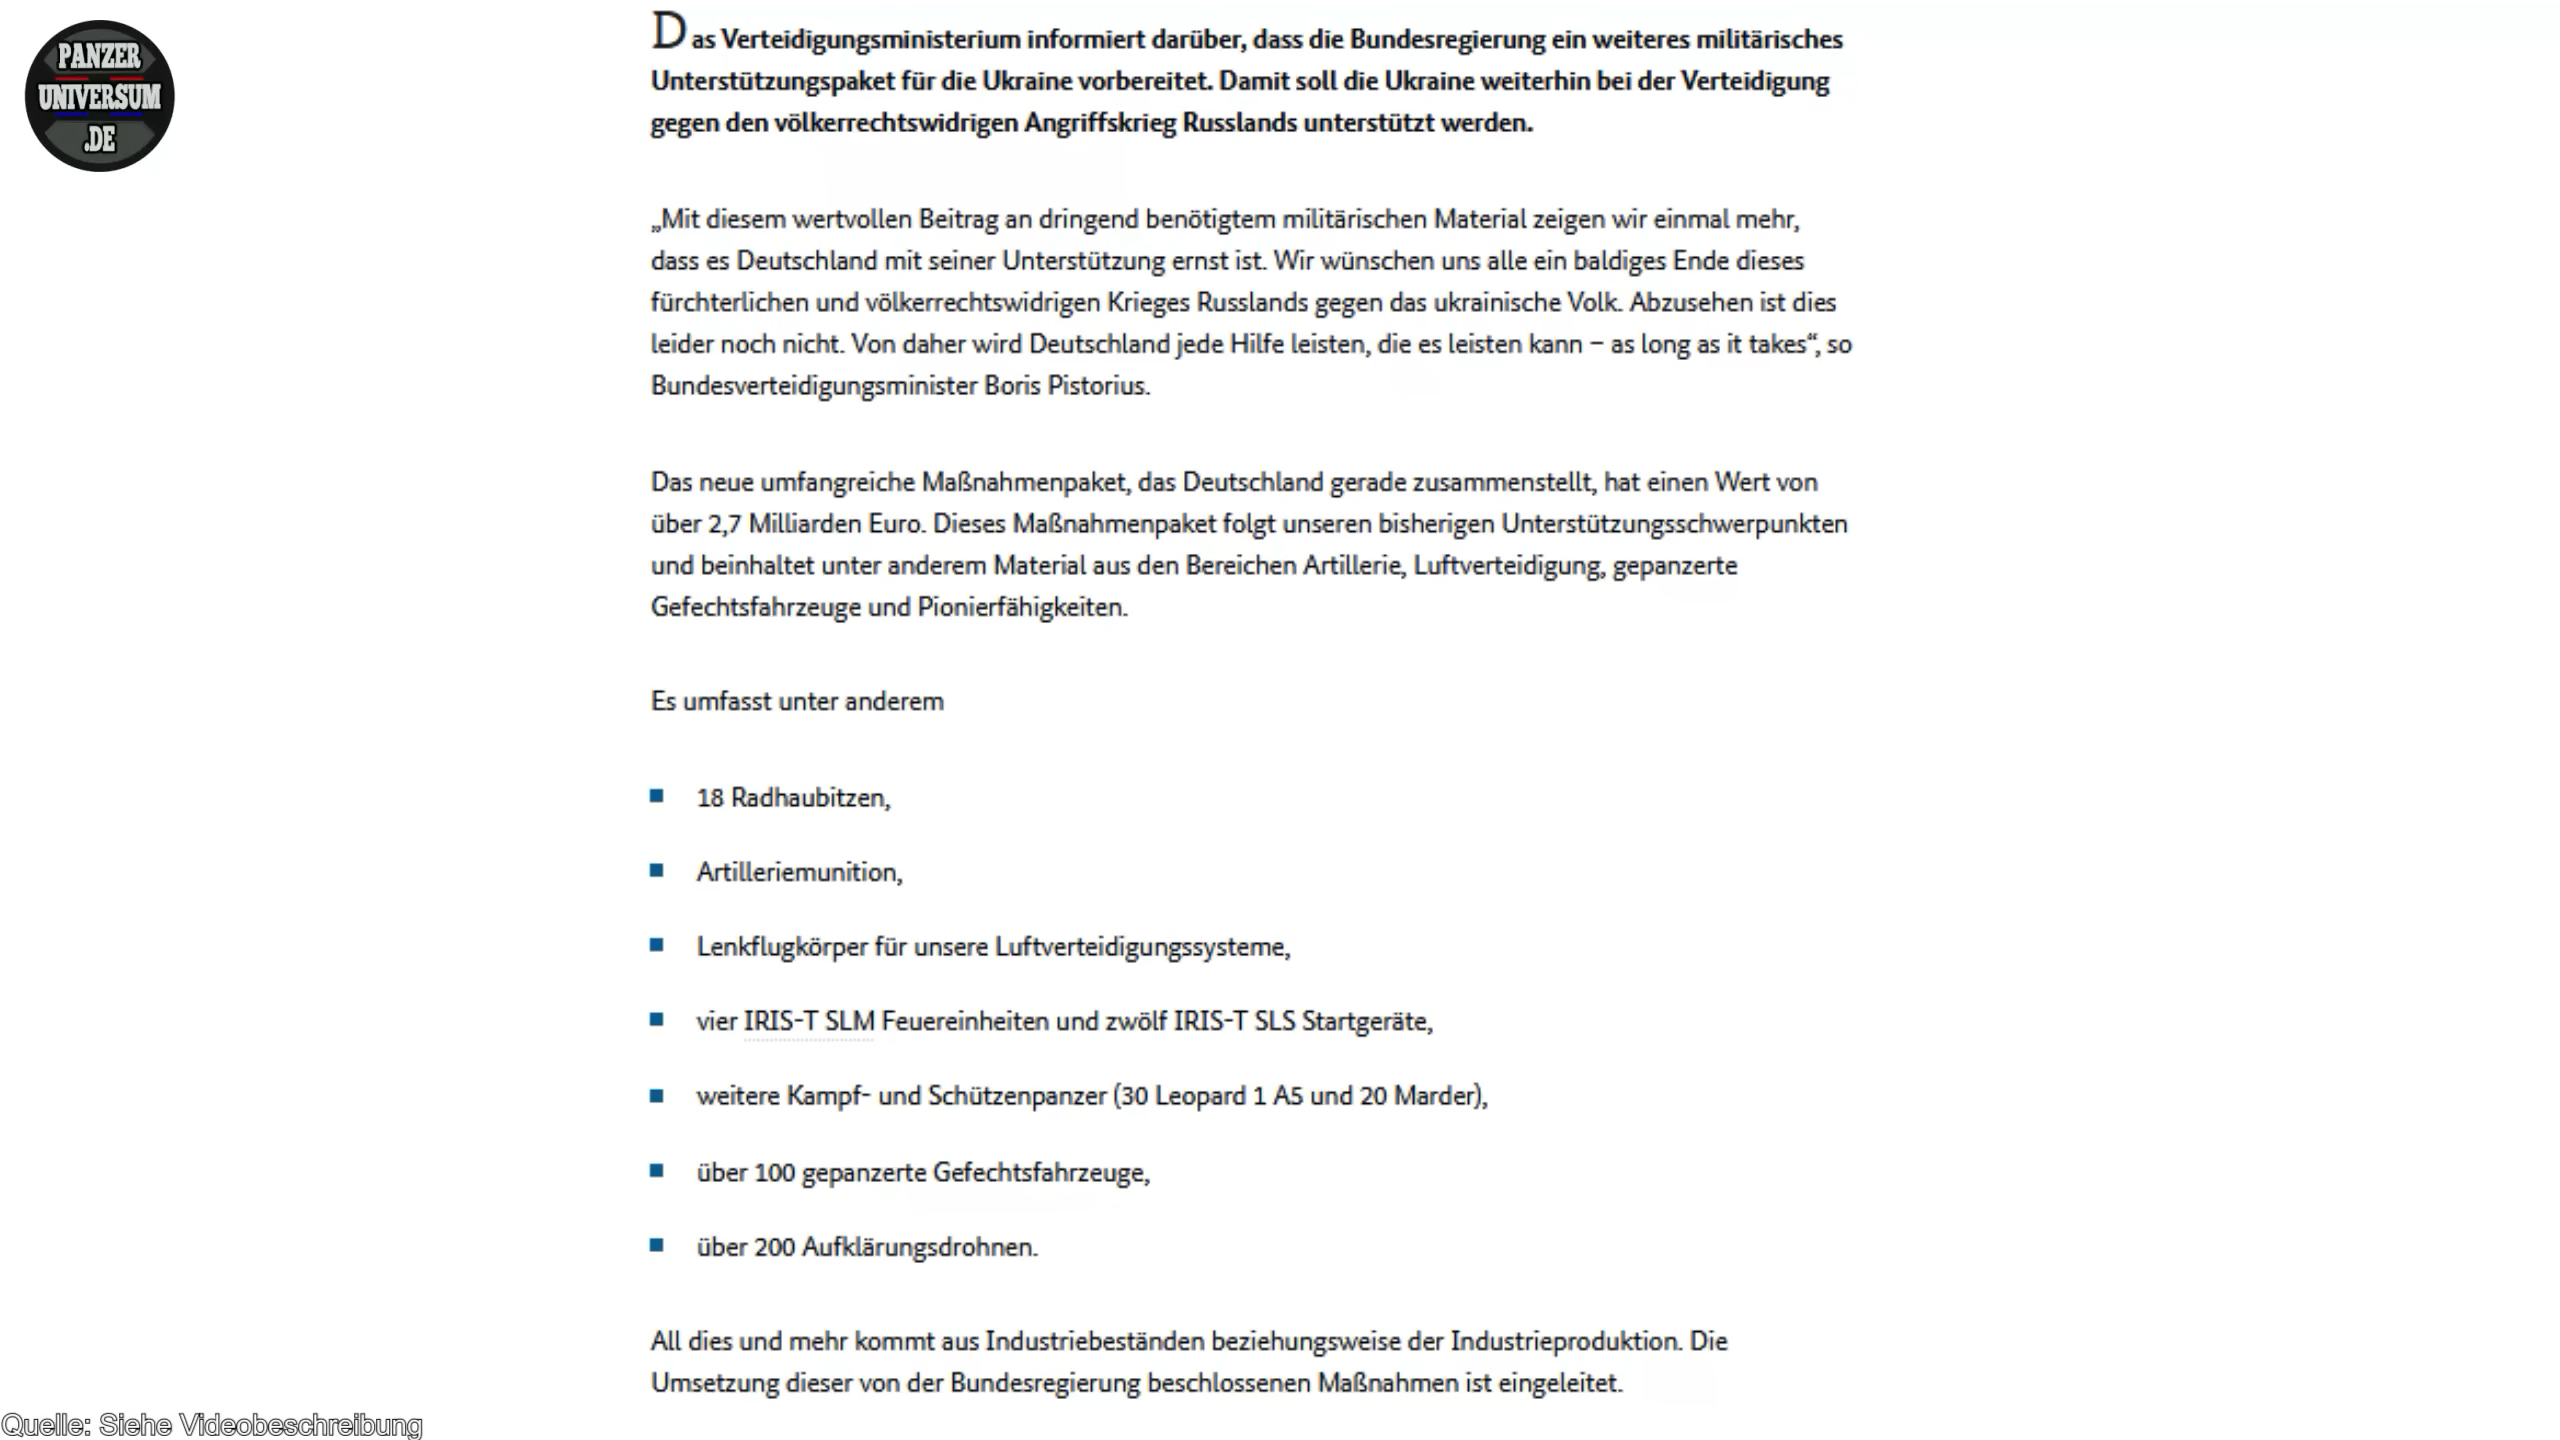 PANZER
UNIVERSUM
.DE
Das Verteidigungsministerium informiert darüber, dass die Bundesregierung ein weiteres militärisches
Unterstützungspaket für die Ukraine vorbereitet. Damit soll die Ukraine weiterhin bei der Verteidigung
gegen den völkerrechtswidrigen Angriffskrieg Russlands unterstützt werden.
„Mit diesem wertvollen Beitrag an dringend benötigtem militärischen Material zeigen wir einmal mehr,
dass es Deutschland mit seiner Unterstützung ernst ist. Wir wünschen uns alle ein baldiges Ende dieses
fürchterlichen und völkerrechtswidrigen Krieges Russlands gegen das ukrainische Volk. Abzusehen ist dies
leider noch nicht. Von daher wird Deutschland jede Hilfe leisten, die es leisten kann – as long as it takes“, so
Bundesverteidigungsminister Boris Pistorius.
Das neue umfangreiche Maßnahmenpaket, das Deutschland gerade zusammenstellt, hat einen Wert von
über 2,7 Milliarden Euro. Dieses Maßnahmenpaket folgt unseren bisherigen Unterstützungsschwerpunkten
und beinhaltet unter anderem Material aus den Bereichen Artillerie, Luftverteidigung, gepanzerte
Gefechtsfahrzeuge und Pionierfähigkeiten.
Es umfasst unter anderem
18 Radhaubitzen,
Artilleriemunition,
Lenkflugkörper für unsere Luftverteidigungssysteme,
vier IRIS-T SLM Feuereinheiten und zwölf IRIS-T SLS Startgeräte,
weitere Kampf- und Schützenpanzer (30 Leopard 1 A5 und 20 Marder),
über 100 gepanzerte Gefechtsfahrzeuge,
über 200 Aufklärungsdrohnen.
All dies und mehr kommt aus Industriebeständen beziehungsweise der Industrieproduktion. Die
Umsetzung dieser von der Bundesregierung beschlossenen Maßnahmen ist eingeleitet.
Quelle: Siehe Videobeschreibung